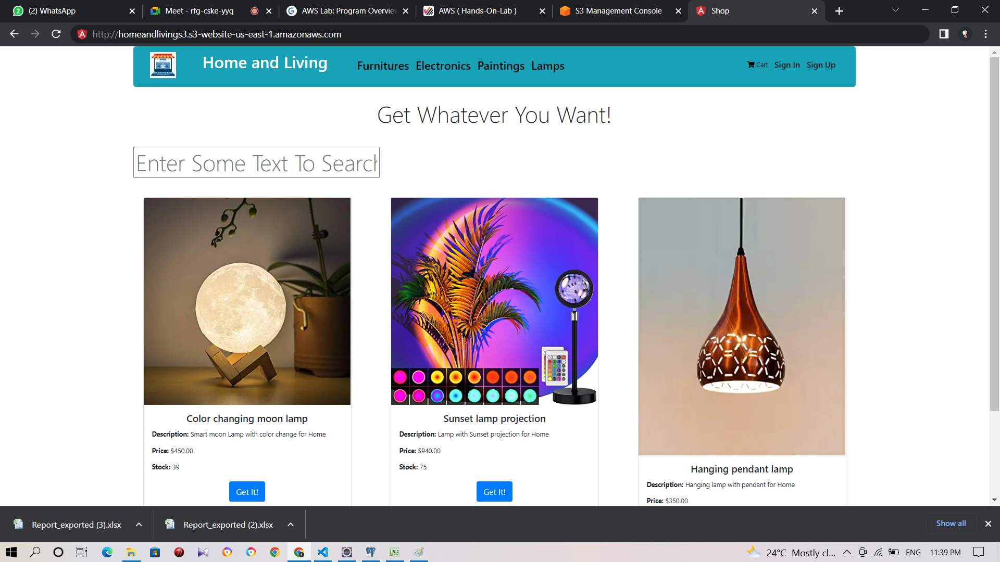 (2) WhatsApp
Meet - rfg-cske-yyq
AWS Lab: Program Overvie
AWS ( Hands-On-Lab )
S3 Management Console
Shop
http://homeandlivings3.s3-website-us-east-1.amazonaws.com
Home and Living
Furnitures Electronics Paintings Lamps
Cart Sign In Sign Up
Get Whatever You Want!
Enter Some Text To Search
Color changing moon lamp
Description: Smart moon Lamp with color change for Home
Price: $450.00
Stock: 39
Get It!
Sunset lamp projection
Description: Lamp with Sunset projection for Home
Price: $940.00
Stock: 75
Get It!
Hanging pendant lamp
Description: Hanging lamp with pendant for Home
Price: $350.00
Report_exported (3).xlsx
Report_exported (2).xlsx
Show all
24°C Mostly cl...
ENG
11:39 PM